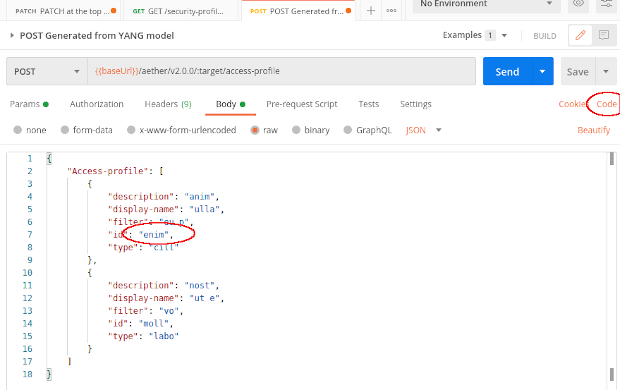 PATCH PATCH at the top ... GET GET /security-profil... POST POST Generated fr... + ••• No Environment
POST Generated from YANG model Examples 1 BUILD
POST {{baseUrl}}/aether/v2.0.0/:target/access-profile Send Save
Params Authorization Headers (9) Body Pre-request Script Tests Settings Cookies Code
none form-data x-www-form-urlencoded raw binary GraphQL JSON Beautify
1 {
2 "Access-profile": [
3 {
4 "description": "anim",
5 "display-name": "ulla",
6 "filter": "qu p",
7 "id": "enim",
8 "type": "cill"
9 },
10 {
11 "description": "nost",
12 "display-name": "ut e",
13 "filter": "vo",
14 "id": "moll",
15 "type": "labo"
16 }
17 ]
18 }